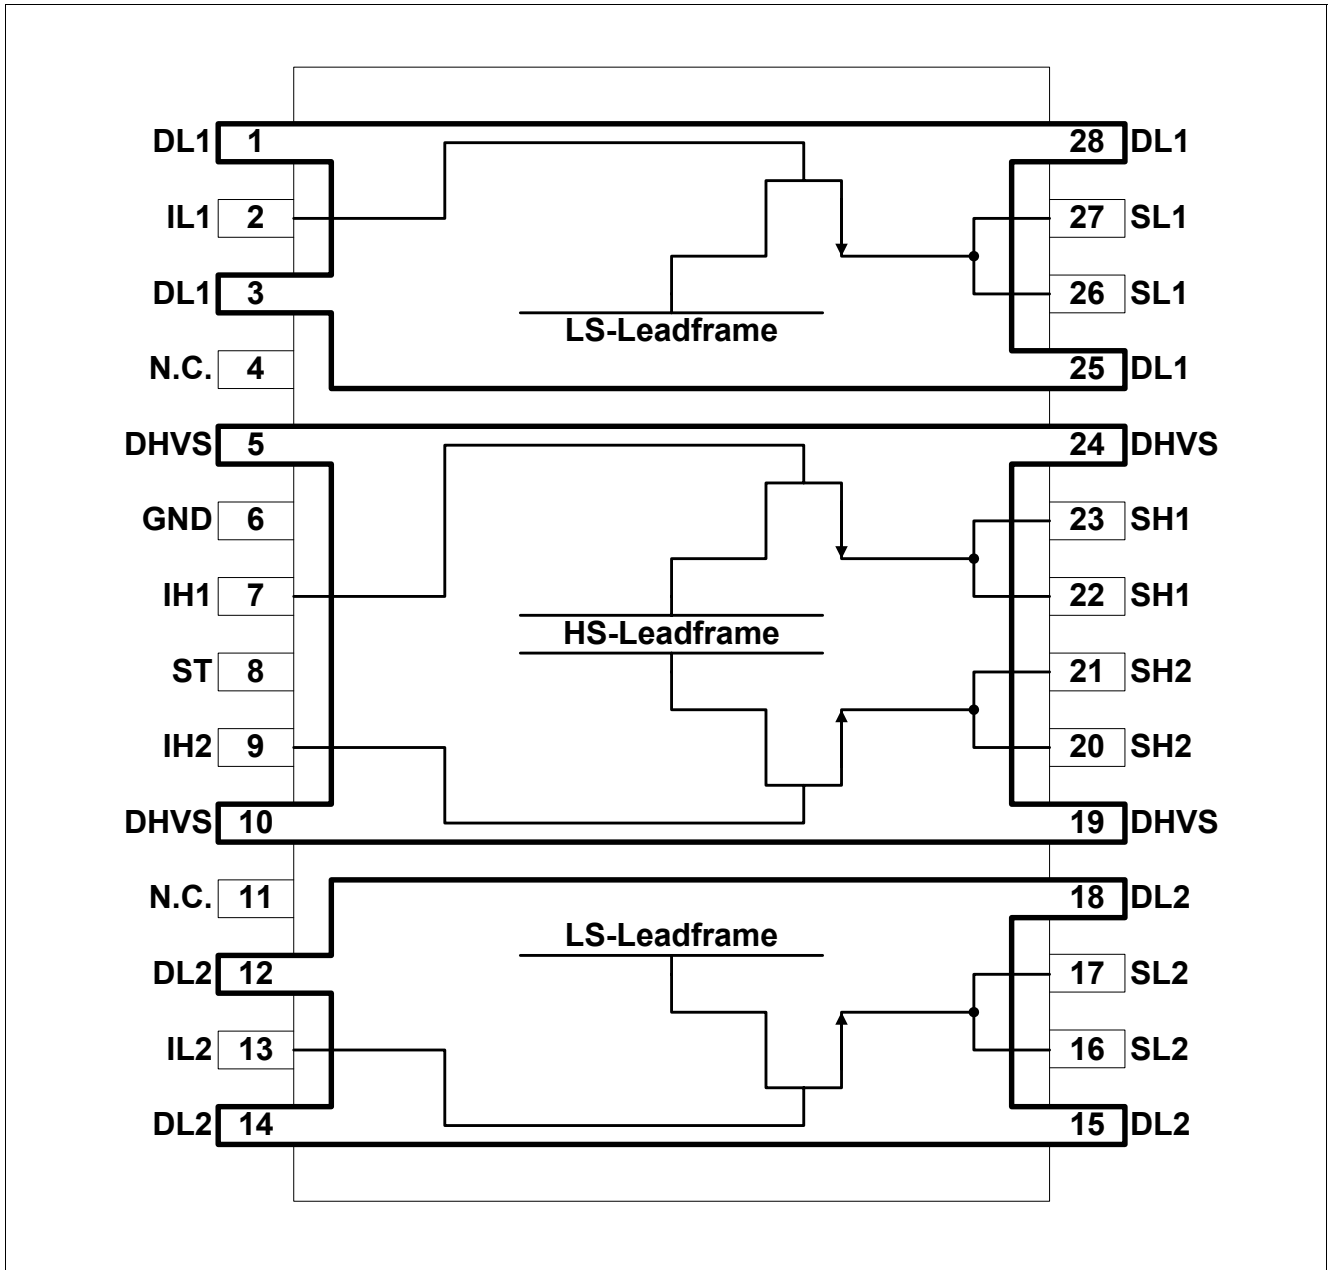 DL1 1 28 DL1
IL1 2 27 SL1
DL1 3 26 SL1
LS-Leadframe
N.C. 4 25 DL1
DHVS 5 24 DHVS
GND 6 23 SH1
IH1 7 22 SH1
HS-Leadframe
ST 8 21 SH2
IH2 9 20 SH2
DHVS 10 19 DHVS
N.C. 11 18 DL2
LS-Leadframe
DL2 12 17 SL2
IL2 13 16 SL2
DL2 14 15 DL2